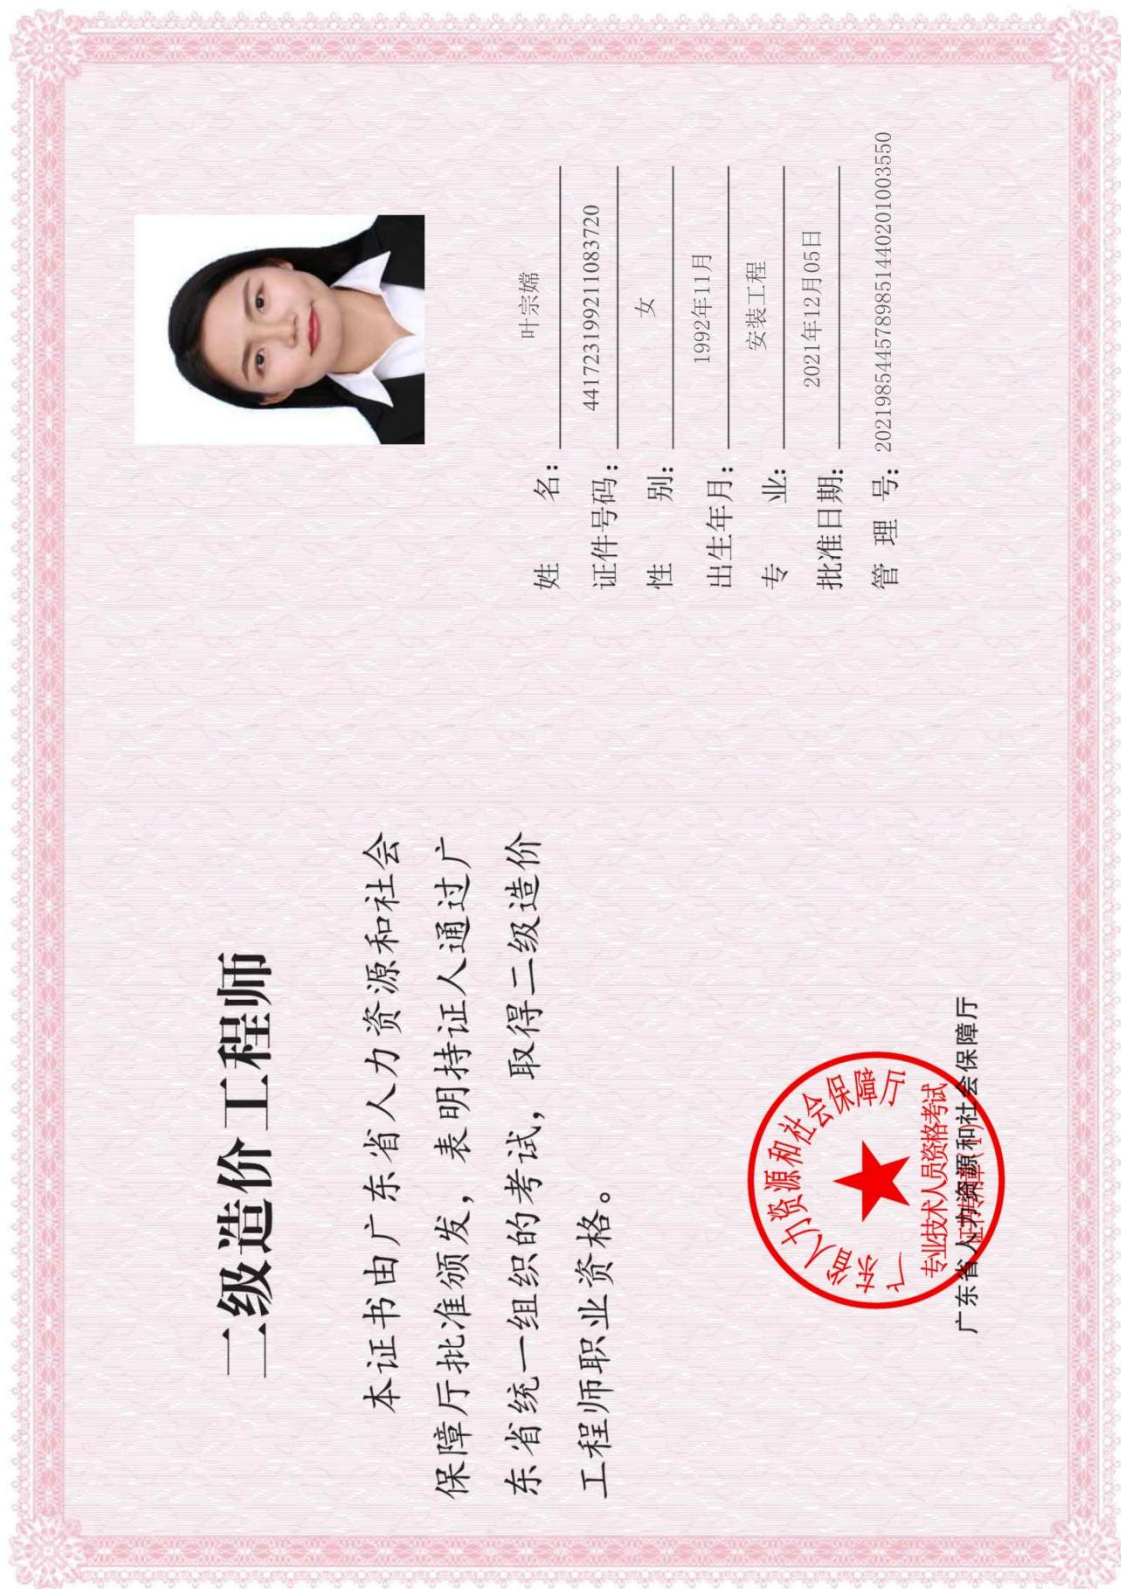 二级造价工程师
本证书由广东省人力资源和社会
保障厅批准颁发，表明持证人通过广
东省统一组织的考试，取得二级造价
工程师职业资格。
广东省人力资源和社会保障厅
专业技术人员资格考试
广东省人力资源和社会保障厅
姓名：叶宗嫦
证件号码：441723199211083720
性别：女
出生年月：1992年11月
专业：安装工程
批准日期：2021年12月05日
管理号：2021985445789851440201003550